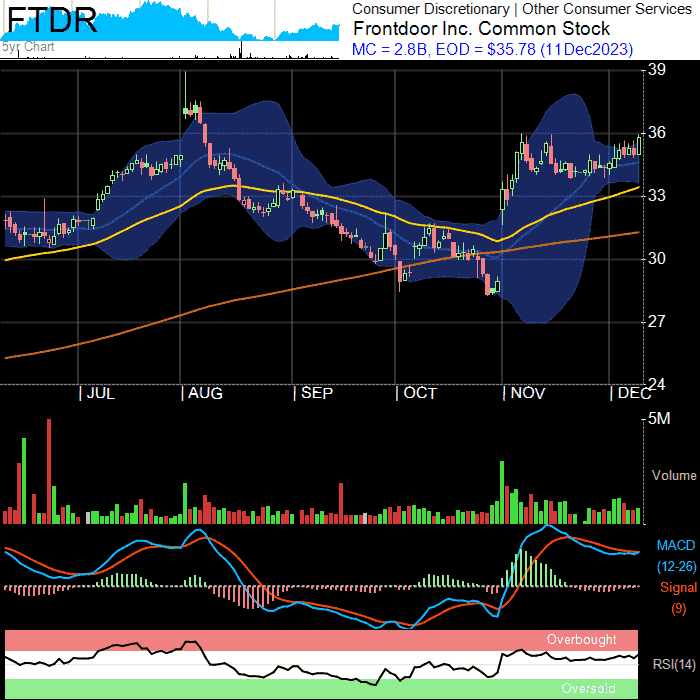 FTDR
5yr Chart
Consumer Discretionary | Other Consumer Services
Frontdoor Inc. Common Stock
MC = 2.8B, EOD = $35.78 (11Dec2023)
39
36
33
30
27
24
| JUL
| AUG
| SEP
| OCT
| NOV
| DEC
5M
Volume
MACD
(12-26)
Signal
(9)
Overbought
RSI(14)
Oversold